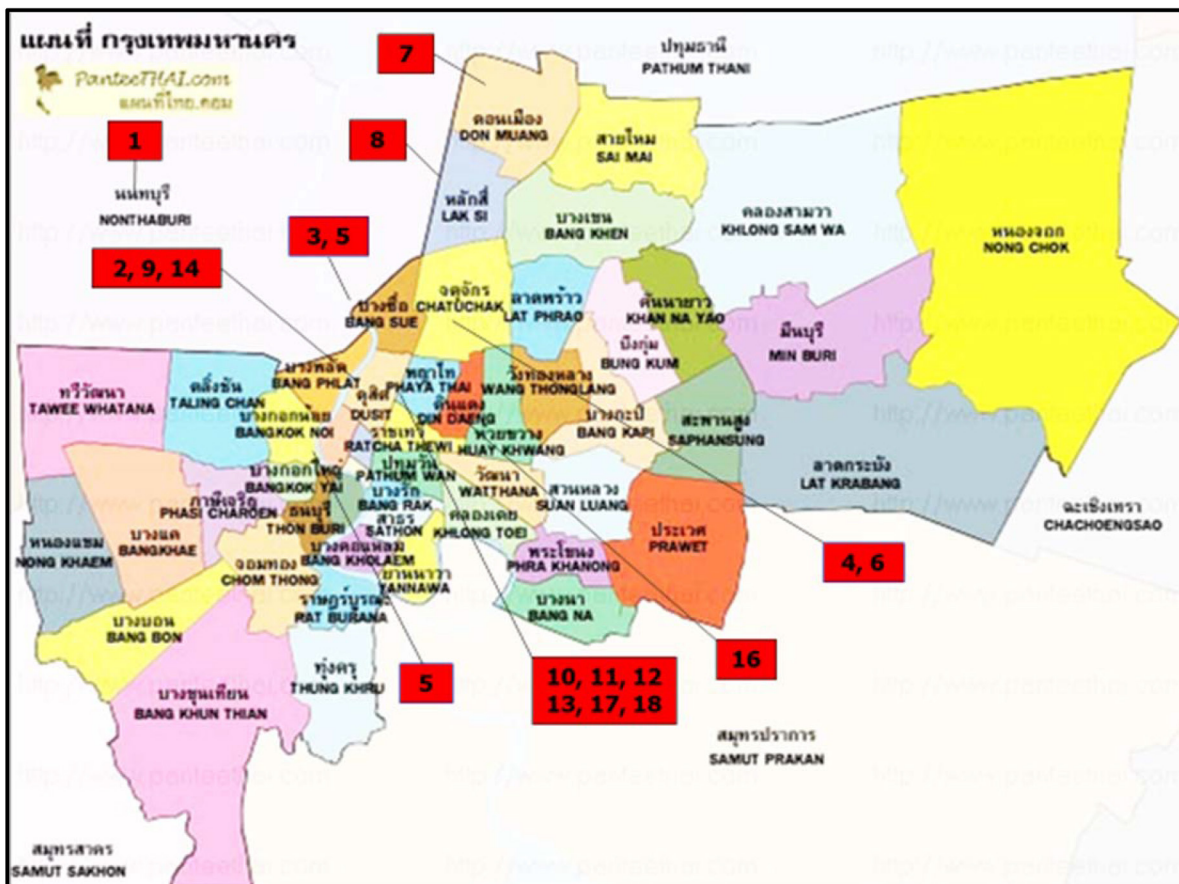 แผนที่ กรุงเทพมหานคร
PanteeTHAI.com
แผนที่ไทย.คอม
7
ปทุมธานี
PATHUM THANI
ดอนเมือง
DON MUANG
สายไหม
SAI MAI
1
8
นนทบุรี
NONTHABURI
หลักสี่
LAK SI
บางเขน
BANG KHEN
คลองสามวา
KHLONG SAM WA
หนองจอก
NONG CHOK
3, 5
2, 9, 14
บางซื่อ
BANG SUE
จตุจักร
CHATUCHAK
ลาดพร้าว
LAT PHRAO
คันนายาว
KHAN NA YAO
บึงกุ่ม
BUNG KUM
มีนบุรี
MIN BURI
ทวีวัฒนา
TAWEE WHATANA
ตลิ่งชัน
TALING CHAN
บางพลัด
BANG PHLAT
พญาไท
PHAYA THAI
วังทองหลาง
WANG THONGLANG
ดุสิต
DUSIT
ดินแดง
DIN DAENG
บางกะปิ
BANG KAPI
สะพานสูง
SAPHANSUNG
บางกอกน้อย
BANGKOK NOI
ราชเทวี
RATCHA THEWI
ห้วยขวาง
HUAY KHWANG
ลาดกระบัง
LAT KRABANG
บางกอกใหญ่
BANGKOK YAI
ปทุมวัน
PATHUM WAN
วัฒนา
WATTHANA
สวนหลวง
SUAN LUANG
ภาษีเจริญ
PHASI CHAROEN
ธนบุรี
THON BURI
บางรัก
BANG RAK
สาธร
SATHON
คลองเตย
KHLONG TOEI
ประเวศ
PRAWET
ฉะเชิงเทรา
CHACHOENGSAO
หนองแขม
NONG KHAEM
บางแค
BANGKHAE
จอมทอง
CHOM THONG
บางคอแหลม
BANG KHOLAEM
ยานนาวา
YANNAWA
พระโขนง
PHRA KHANONG
4, 6
บางบอน
BANG BON
ราษฎร์บูรณะ
RAT BURANA
บางนา
BANG NA
ทุ่งครุ
THUNG KHRU
5
10, 11, 12
13, 17, 18
16
บางขุนเทียน
BANG KHUN THIAN
สมุทรปราการ
SAMUT PRAKAN
สมุทรสาคร
SAMUT SAKHON